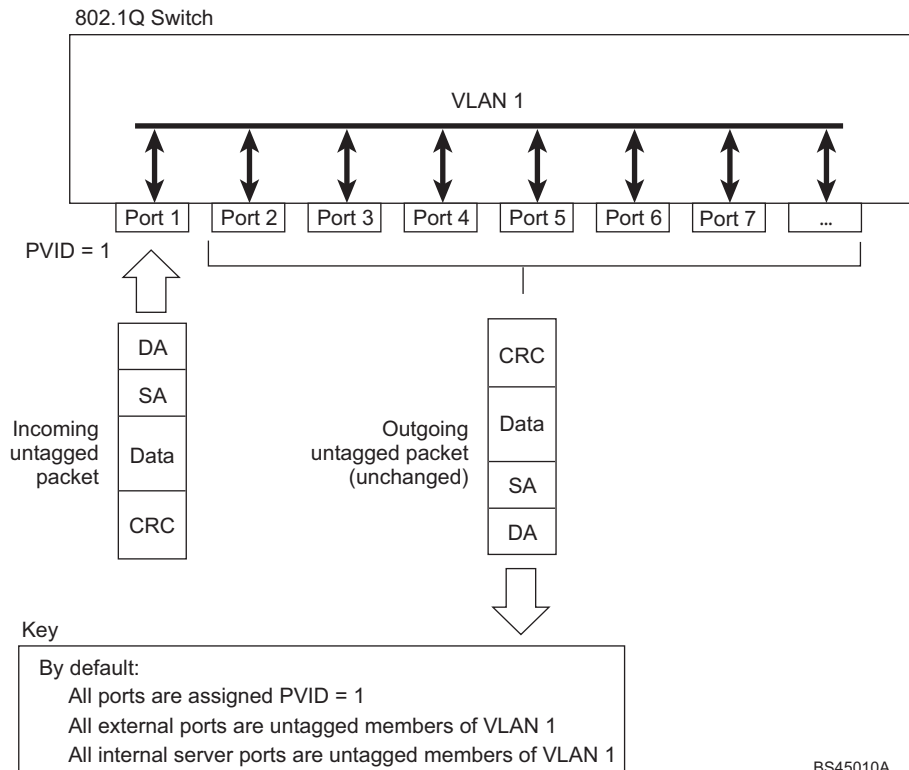 802.1Q Switch
VLAN 1
Port 1
Port 2
Port 3
Port 4
Port 5
Port 6
Port 7
...
PVID = 1
DA
SA
Data
CRC
Incoming
untagged
packet
CRC
Data
SA
DA
Outgoing
untagged packet
(unchanged)
Key
By default:
All ports are assigned PVID = 1
All external ports are untagged members of VLAN 1
All internal server ports are untagged members of VLAN 1
BS45010A